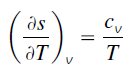 (∂s/∂T)_v = c_v/T